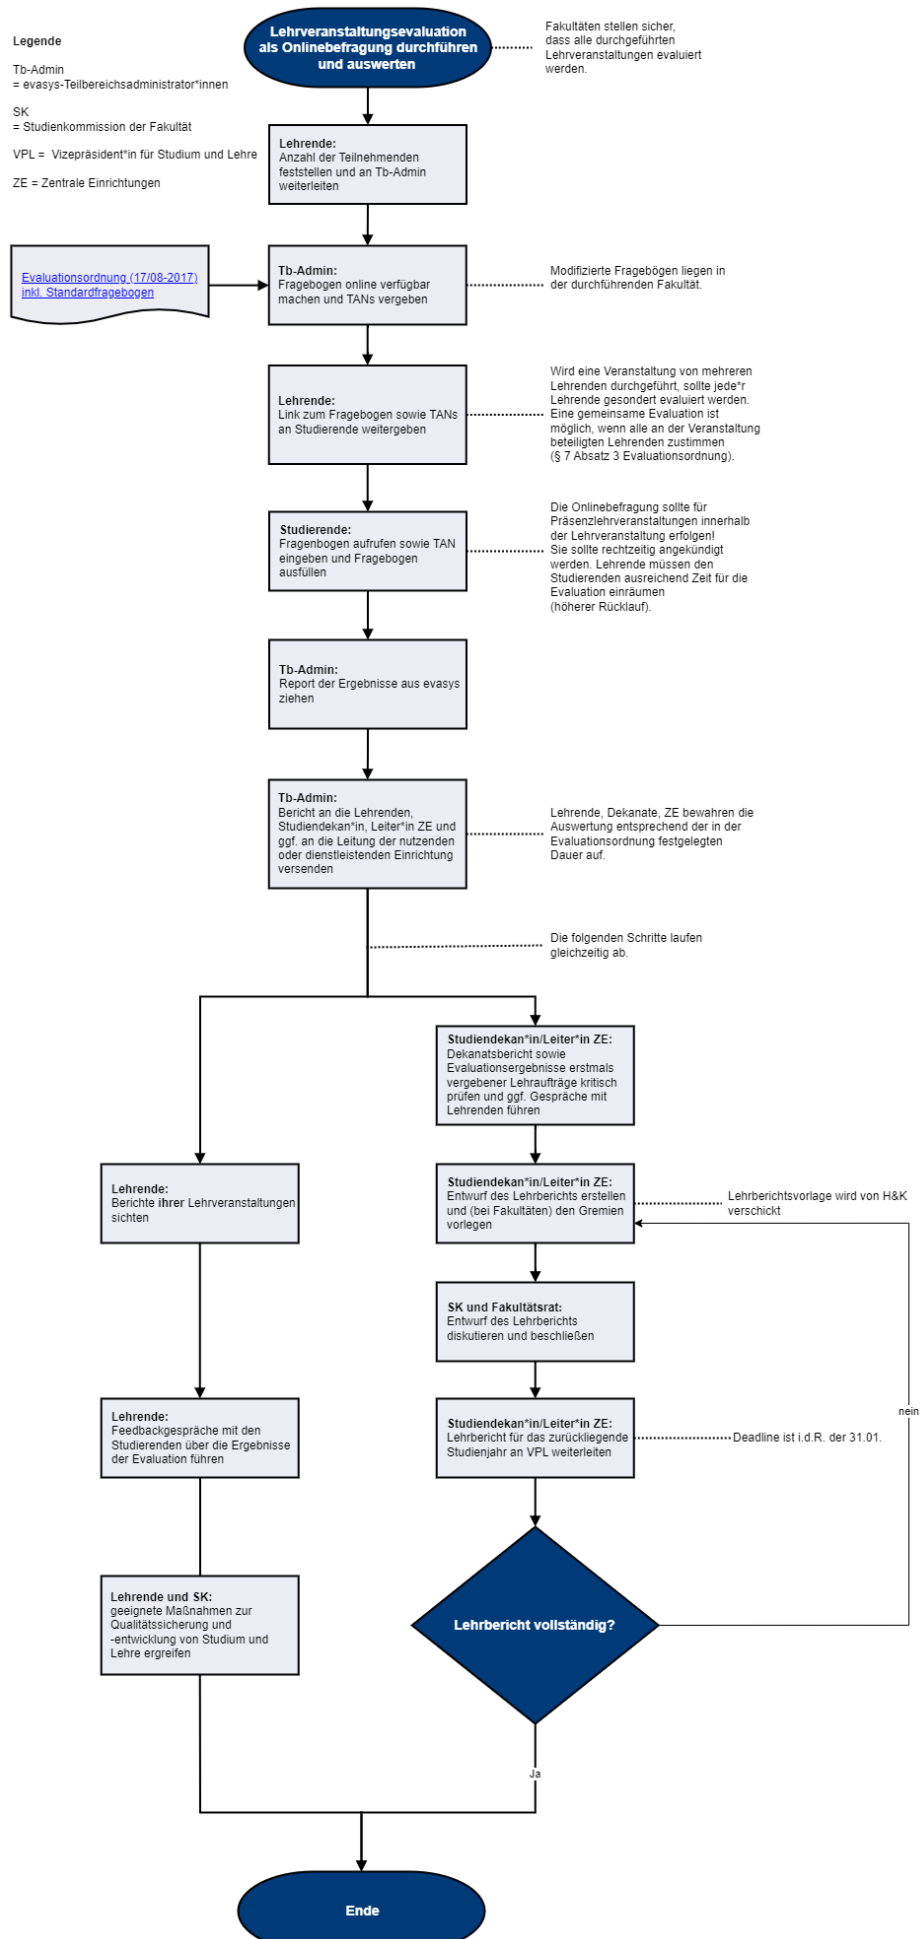 Lehrveranstaltungsevaluation
als Onlinebefragung durchführen
und auswerten
Fakultäten stellen sicher,
dass alle durchgeführten
Lehrveranstaltungen evaluiert
werden.
Legende
Tb-Admin
= evasys-Teilbereichsadministrator*innen
SK
= Studienkommission der Fakultät
VPL = Vizepräsident*in für Studium und Lehre
ZE = Zentrale Einrichtungen
Lehrende:
Anzahl der Teilnehmenden
feststellen und an Tb-Admin
weiterleiten
Evaluationsordnung (17/08-2017)
inkl. Standardfragebogen
Tb-Admin:
Fragebogen online verfügbar
machen und TANs vergeben
Modifizierte Fragebögen liegen in
der durchführenden Fakultät.
Lehrende:
Link zum Fragebogen sowie TANs
an Studierende weitergeben
Wird eine Veranstaltung von mehreren
Lehrenden durchgeführt, sollte jede*r
Lehrende gesondert evaluiert werden.
Eine gemeinsame Evaluation ist
möglich, wenn alle an der Veranstaltung
beteiligten Lehrenden zustimmen
(§ 7 Absatz 3 Evaluationsordnung).
Studierende:
Fragenbogen aufrufen sowie TAN
eingeben und Fragebogen
ausfüllen
Die Onlinebefragung sollte für
Präsenzlehrveranstaltungen innerhalb
der Lehrveranstaltung erfolgen!
Sie sollte rechtzeitig angekündigt
werden. Lehrende müssen den
Studierenden ausreichend Zeit für die
Evaluation einräumen
(höherer Rücklauf).
Tb-Admin:
Report der Ergebnisse aus evasys
ziehen
Tb-Admin:
Bericht an die Lehrenden,
Studiendekan*in, Leiter*in ZE und
ggf. an die Leitung der nutzenden
oder dienstleistenden Einrichtung
versenden
Lehrende, Dekanate, ZE bewahren die
Auswertung entsprechend der in der
Evaluationsordnung festgelegten
Dauer auf.
Die folgenden Schritte laufen
gleichzeitig ab.
Studiendekan*in/Leiter*in ZE:
Dekanatsbericht sowie
Evaluationsergebnisse erstmals
vergebener Lehraufträge kritisch
prüfen und ggf. Gespräche mit
Lehrenden führen
Lehrende:
Berichte ihrer Lehrveranstaltungen
sichten
Studiendekan*in/Leiter*in ZE:
Entwurf des Lehrberichts erstellen
und (bei Fakultäten) den Gremien
vorlegen
Lehrberichtsvorlage wird von H&K
verschickt
SK und Fakultätsrat:
Entwurf des Lehrberichts
diskutieren und beschließen
Lehrende:
Feedbackgespräche mit den
Studierenden über die Ergebnisse
der Evaluation führen
Studiendekan*in/Leiter*in ZE:
Lehrbericht für das zurückliegende
Studienjahr an VPL weiterleiten
Deadline ist i.d.R. der 31.01.
nein
Lehrende und SK:
geeignete Maßnahmen zur
Qualitätssicherung und
-entwicklung von Studium und
Lehre ergreifen
Lehrbericht vollständig?
Ja
Ende